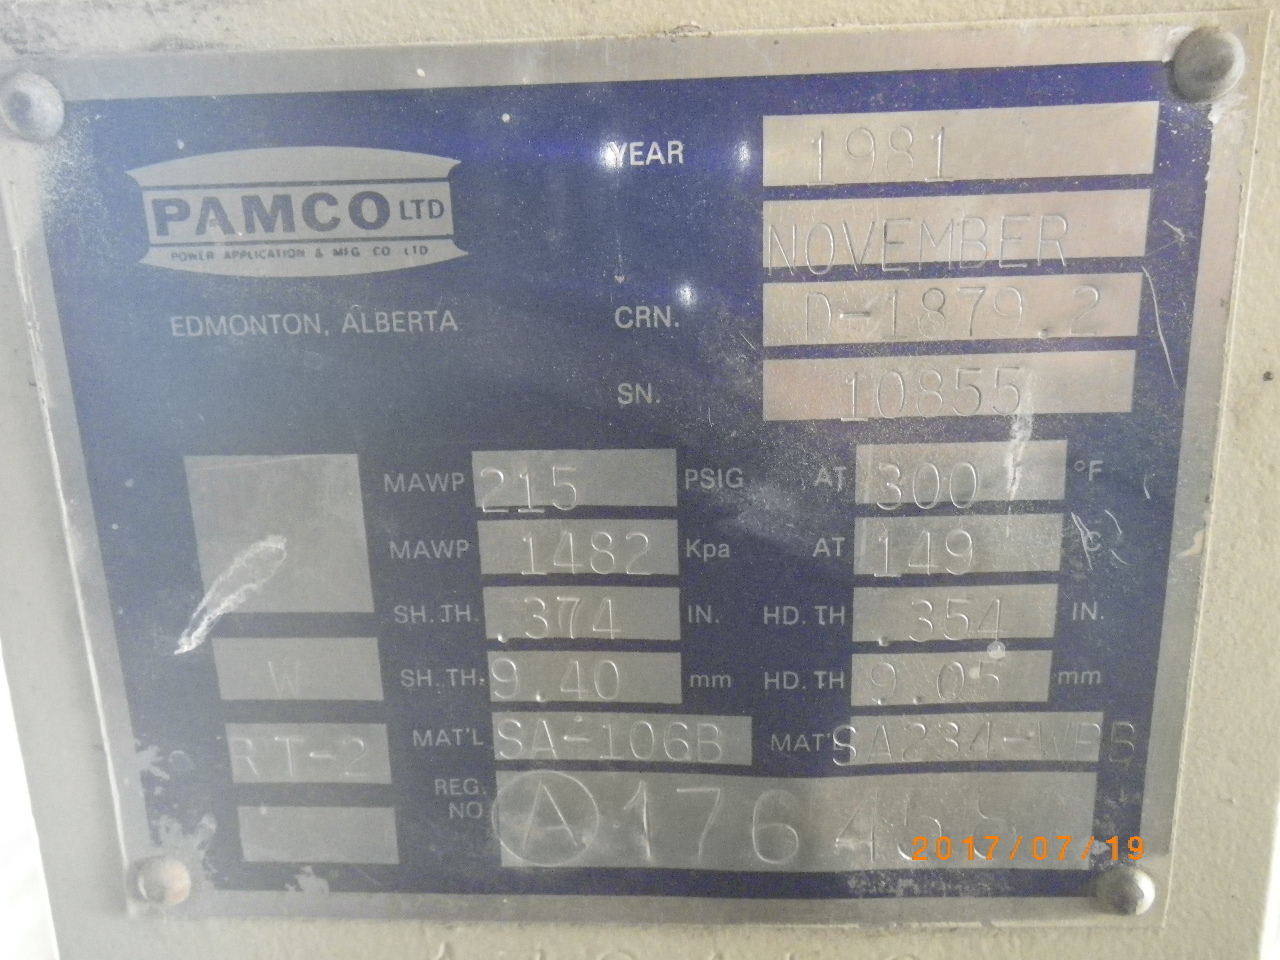 PAMCO LTD
POWER APPLICATION & MFG CO LTD
EDMONTON, ALBERTA
YEAR 1981
NOVEMBER
CRN. D-1879.2
SN. 10855
MAWP 215 PSIG AT 300 °F
MAWP 1482 Kpa AT 149 °C
SH. TH. .374 IN. HD. TH .354 IN.
W SH. TH. 9.40 mm HD. TH 9.05 mm
RT-2 MAT'L SA-106B MAT'L SA234-WPB
REG. NO A 176
2017/07/19